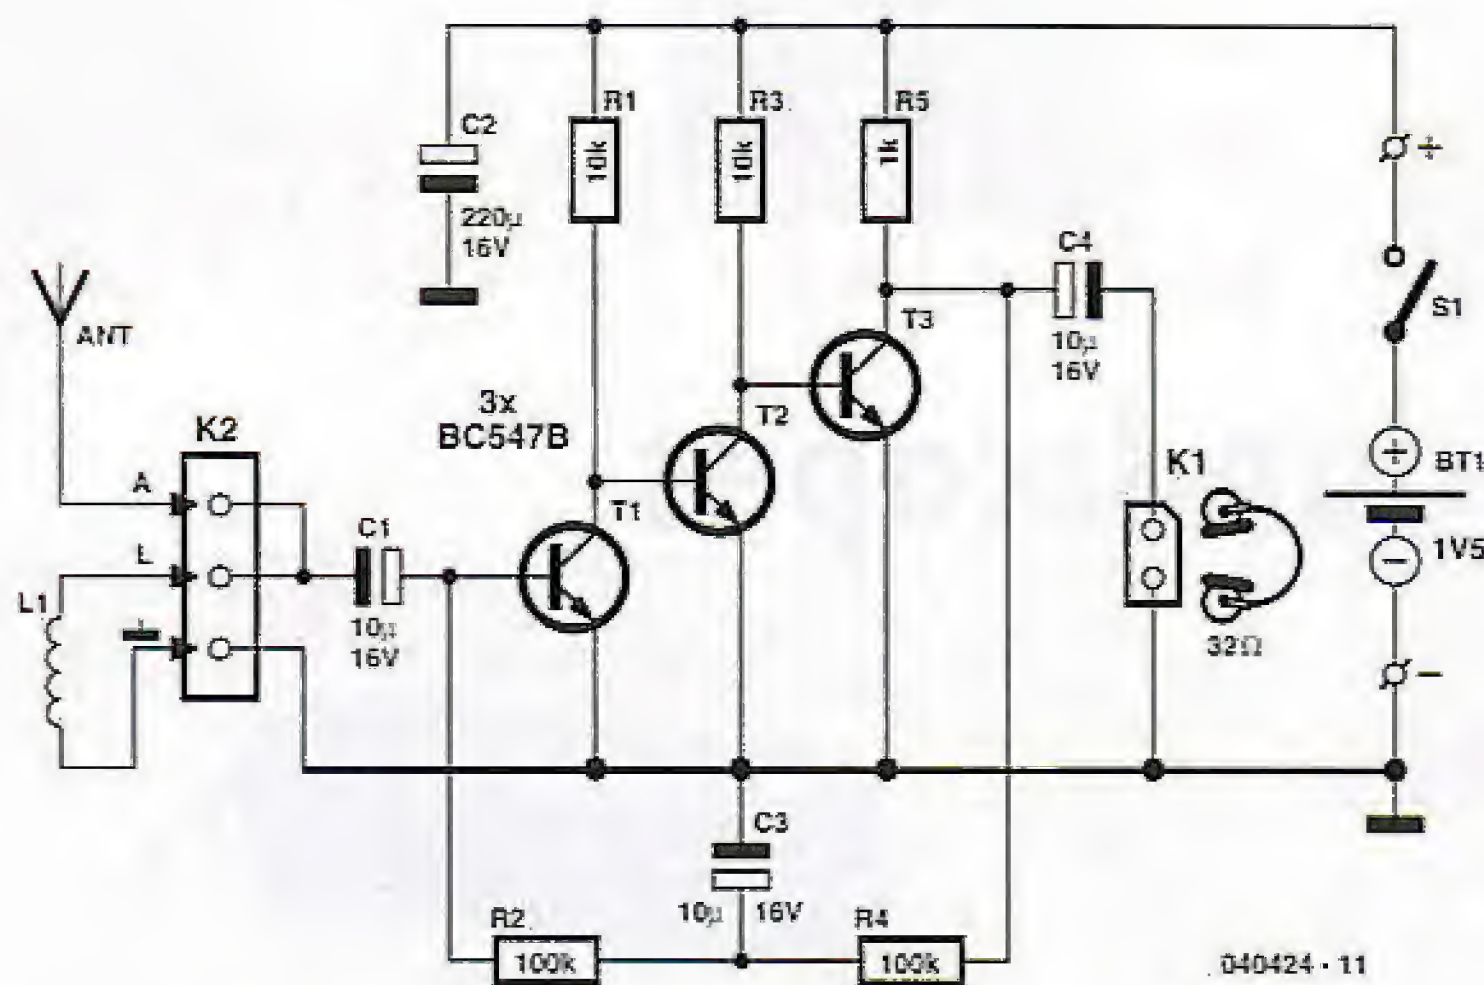 R1
R3
R5
C2
10k
10k
1k
220µ
16V
C4
S1
T3
ANT
10µ
16V
3x
BC547B
T2
K2
K1
BT1
A
T1
C1
L
1V5
L1
10µ
16V
32Ω
C3
10µ
16V
R2
R4
100k
100k
040424 - 11